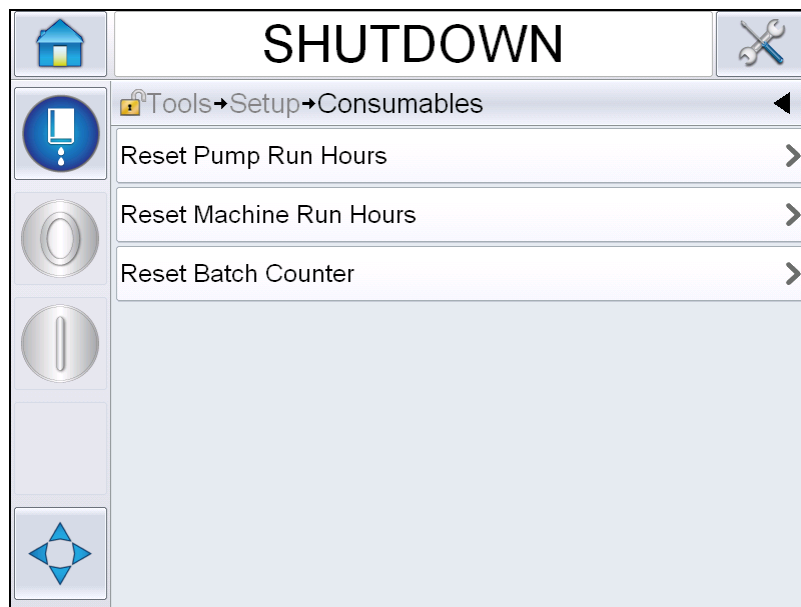 SHUTDOWN
Tools→Setup→Consumables
Reset Pump Run Hours
Reset Machine Run Hours
Reset Batch Counter